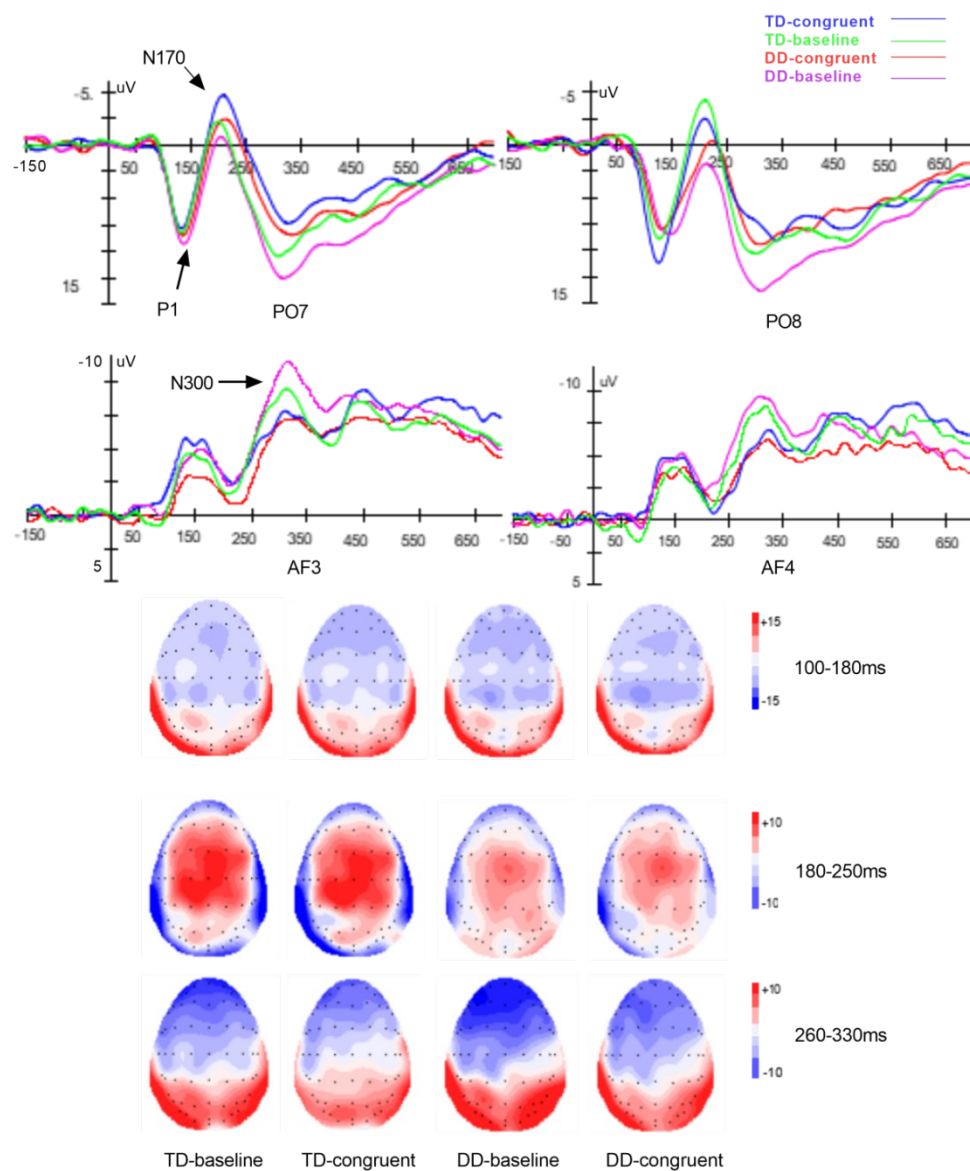 TD-congruent
TD-baseline
DD-congruent
DD-baseline
N170
-5.
uV
-5
uV
-150
50
150
250
350
450
550
650
150
50
150
250
350
450
550
650
15
15
P1
PO7
PO8
-10
uV
-10
uV
N300
-150
50
150
250
350
450
550
650
-150
-50
50
150
250
350
450
550
650
5
AF3
5
AF4
+15
-15
100-180ms
+10
-10
180-250ms
+10
-10
260-330ms
TD-baseline
TD-congruent
DD-baseline
DD-congruent